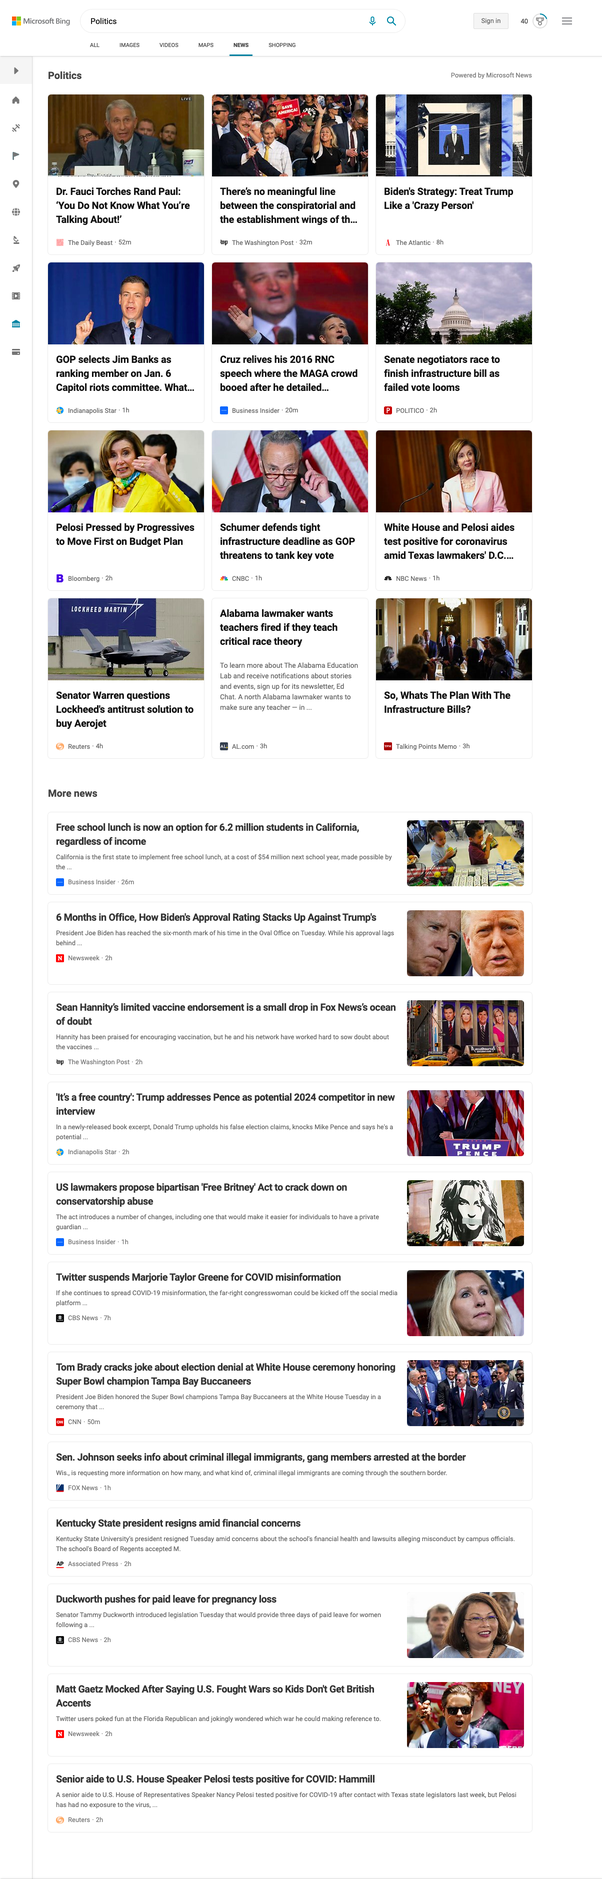 Microsoft Bing
Politics
Sign in
40
ALL
IMAGES
VIDEOS
MAPS
NEWS
SHOPPING
Politics
Powered by Microsoft News
LIVE
SAVE AMERICA!
Dr. Fauci Torches Rand Paul:
‘You Do Not Know What You’re
Talking About!’
The Daily Beast · 52m
There’s no meaningful line
between the conspiratorial and
the establishment wings of th...
wp The Washington Post · 32m
Biden’s Strategy: Treat Trump
Like a ‘Crazy Person’
The Atlantic · 8h
GOP selects Jim Banks as
ranking member on Jan. 6
Capitol riots committee. What...
Indianapolis Star · 1h
Cruz relives his 2016 RNC
speech where the MAGA crowd
booed after he detailed...
Business Insider · 20m
Senate negotiators race to
finish infrastructure bill as
failed vote looms
POLITICO · 2h
Pelosi Pressed by Progressives
to Move First on Budget Plan
B Bloomberg · 2h
Schumer defends tight
infrastructure deadline as GOP
threatens to tank key vote
CNBC · 1h
White House and Pelosi aides
test positive for coronavirus
amid Texas lawmakers' D.C....
NBC News · 1h
LOCKHEED MARTIN
Senator Warren questions
Lockheed's antitrust solution to
buy Aerojet
Reuters · 4h
Alabama lawmaker wants
teachers fired if they teach
critical race theory
To learn more about The Alabama Education
Lab and receive notifications about stories
and events, sign up for its newsletter, Ed
Chat. A north Alabama lawmaker wants to
make sure any teacher — in ...
AL AL.com · 3h
So, Whats The Plan With The
Infrastructure Bills?
Talking Points Memo · 3h
More news
Free school lunch is now an option for 6.2 million students in California,
regardless of income
California is the first state to implement free school lunch, at a cost of $54 million next school year, made possible by
the ...
Business Insider · 26m
6 Months in Office, How Biden's Approval Rating Stacks Up Against Trump's
President Joe Biden has reached the six-month mark of his time in the Oval Office on Tuesday. While his approval lags
behind ...
N Newsweek · 2h
Sean Hannity’s limited vaccine endorsement is a small drop in Fox News’s ocean
of doubt
Hannity has been praised for encouraging vaccination, but he and his network have worked hard to sow doubt about
the vaccines ...
wp The Washington Post · 2h
'It's a free country': Trump addresses Pence as potential 2024 competitor in new
interview
In a newly-released book excerpt, Donald Trump upholds his false election claims, knocks Mike Pence and says he's a
potential ...
Indianapolis Star · 2h
TRUMP
PENCE
US lawmakers propose bipartisan 'Free Britney' Act to crack down on
conservatorship abuse
The act introduces a number of changes, including one that would make it easier for individuals to have a private
guardian ...
Business Insider · 1h
Twitter suspends Marjorie Taylor Greene for COVID misinformation
If she continues to spread COVID-19 misinformation, the far-right congresswoman could be kicked off the social media
platform ...
CBS News · 7h
Tom Brady cracks joke about election denial at White House ceremony honoring
Super Bowl champion Tampa Bay Buccaneers
President Joe Biden honored the Super Bowl champions Tampa Bay Buccaneers at the White House Tuesday in a
ceremony that ...
CNN CNN · 50m
Sen. Johnson seeks info about criminal illegal immigrants, gang members arrested at the border
Wis., is requesting more information on how many, and what kind of, criminal illegal immigrants are coming through the southern border.
FOX News · 1h
Kentucky State president resigns amid financial concerns
Kentucky State University's president resigned Tuesday amid concerns about the school's financial health and lawsuits alleging misconduct by campus officials.
The school's Board of Regents accepted M.
AP Associated Press · 2h
Duckworth pushes for paid leave for pregnancy loss
Senator Tammy Duckworth introduced legislation Tuesday that would provide three days of paid leave for women
following a ...
CBS News · 2h
Matt Gaetz Mocked After Saying U.S. Fought Wars so Kids Don't Get British
Accents
Twitter users poked fun at the Florida Republican and jokingly wondered which war he could making reference to.
N Newsweek · 2h
NEY
Senior aide to U.S. House Speaker Pelosi tests positive for COVID: Hammill
A senior aide to U.S. House of Representatives Speaker Nancy Pelosi tested positive for COVID-19 after contact with Texas state legislators last week, but Pelosi
has had no exposure to the virus, ...
Reuters · 2h